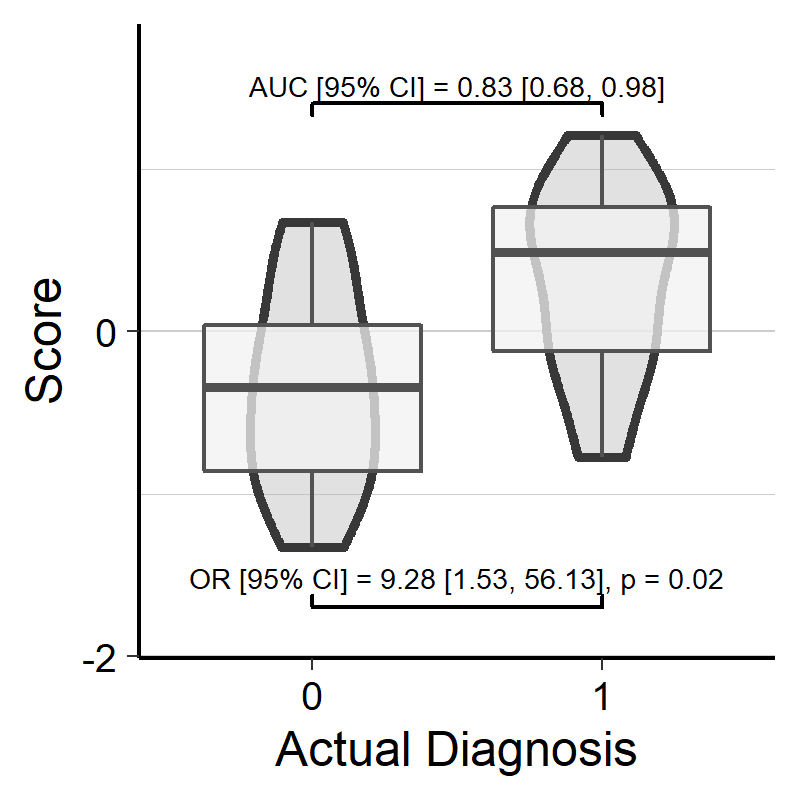 AUC [95% CI] = 0.83 [0.68, 0.98]
Score
0
OR [95% CI] = 9.28 [1.53, 56.13], p = 0.02
-2
0 1
Actual Diagnosis